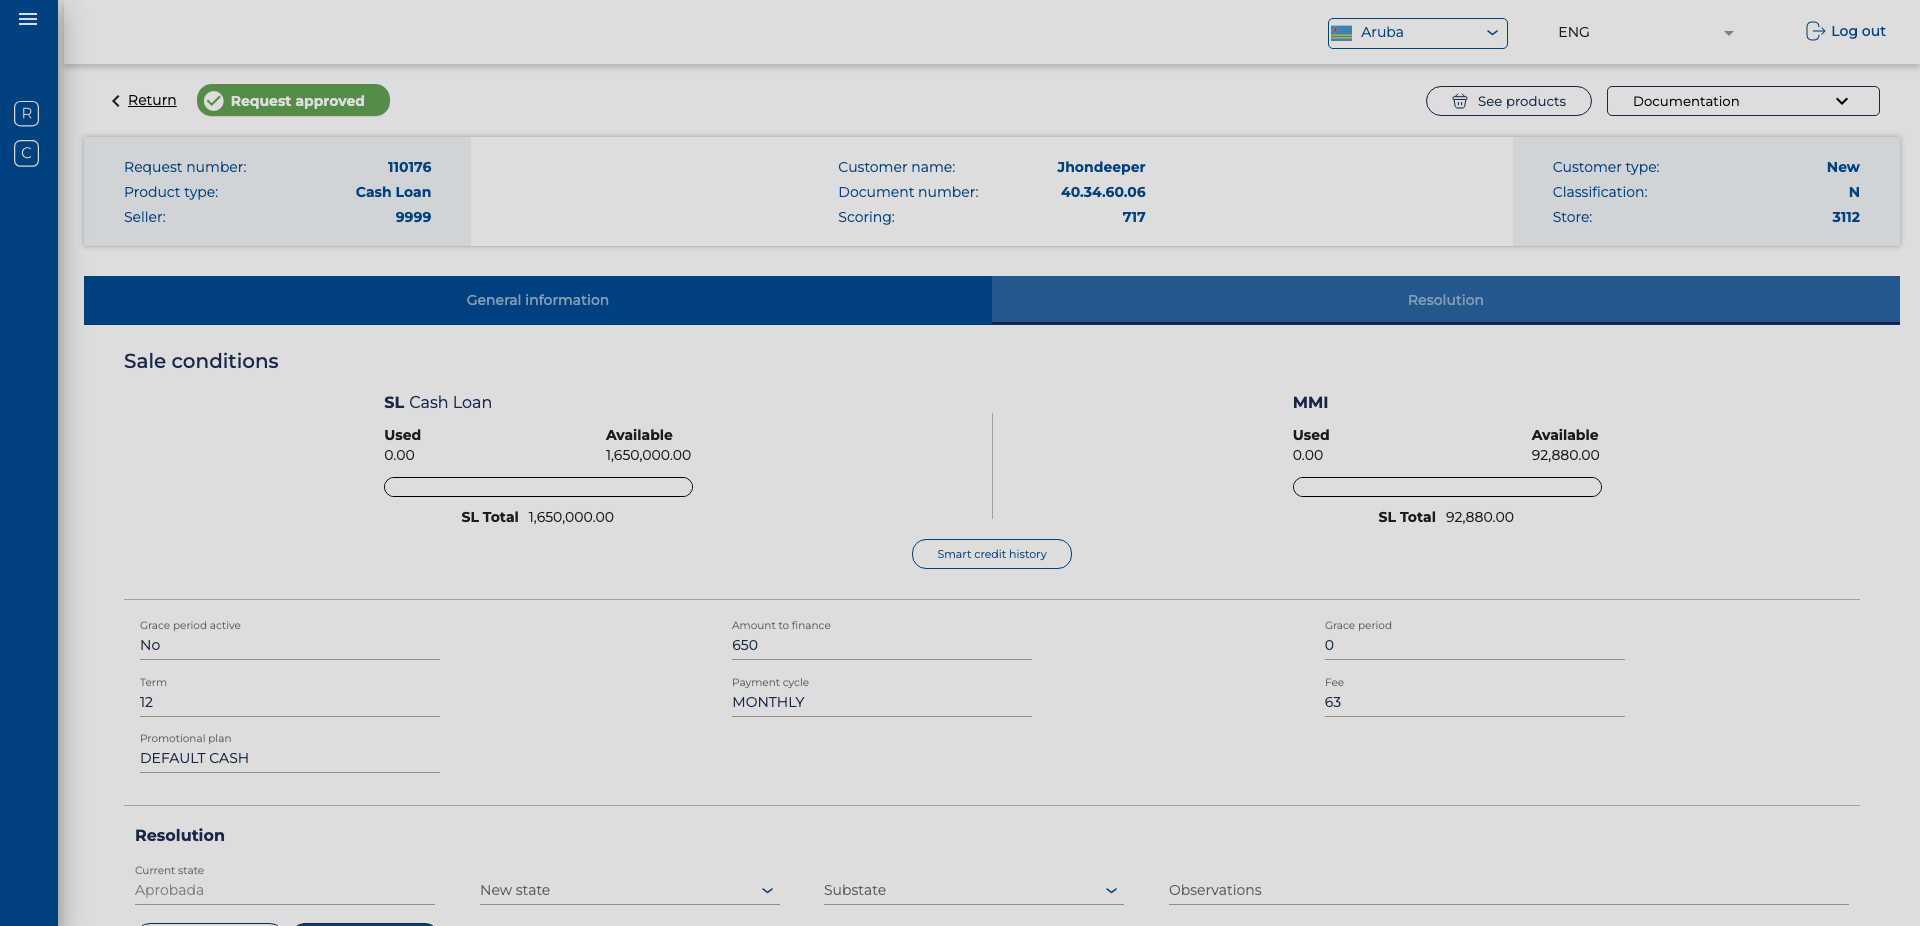 Aruba
ENG
Log out
R
C
Return
Request approved
See products
Documentation
Request number: 110176
Product type: Cash Loan
Seller: 9999
Customer name: Jhondeeper
Document number: 40.34.60.06
Scoring: 717
Customer type: New
Classification: N
Store: 3112
General information
Resolution
Sale conditions
SL Cash Loan
Used Available
0.00 1,650,000.00
SL Total 1,650,000.00
MMI
Used Available
0.00 92,880.00
SL Total 92,880.00
Smart credit history
Grace period active
No
Amount to finance
650
Grace period
0
Term
12
Payment cycle
MONTHLY
Fee
63
Promotional plan
DEFAULT CASH
Resolution
Current state
Aprobada
New state
Substate
Observations